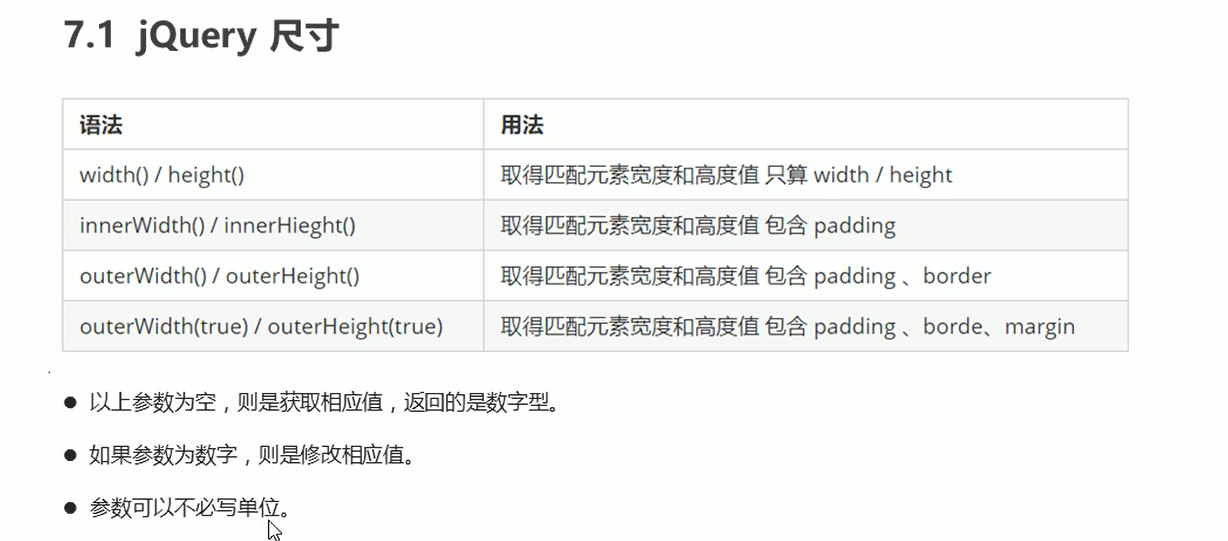 7.1 jQuery 尺寸
语法 用法
width() / height() 取得匹配元素宽度和高度值 只算 width / height
innerWidth() / innerHieght() 取得匹配元素宽度和高度值 包含 padding
outerWidth() / outerHeight() 取得匹配元素宽度和高度值 包含 padding 、border
outerWidth(true) / outerHeight(true) 取得匹配元素宽度和高度值 包含 padding 、borde、margin
● 以上参数为空，则是获取相应值，返回的是数字型。
● 如果参数为数字，则是修改相应值。
● 参数可以不必写单位。